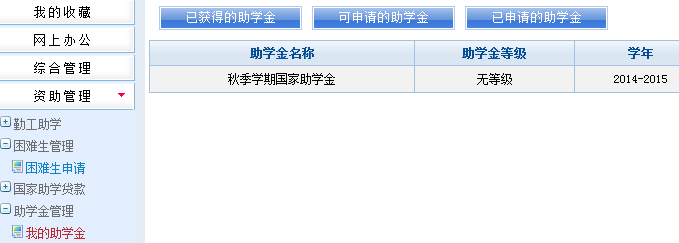 我的收藏
网上办公
综合管理
资助管理
勤工助学
困难生管理
困难生申请
国家助学贷款
助学金管理
我的助学金
已获得的助学金 可申请的助学金 已申请的助学金
助学金名称 助学金等级 学年
秋季学期国家助学金 无等级 2014-2015